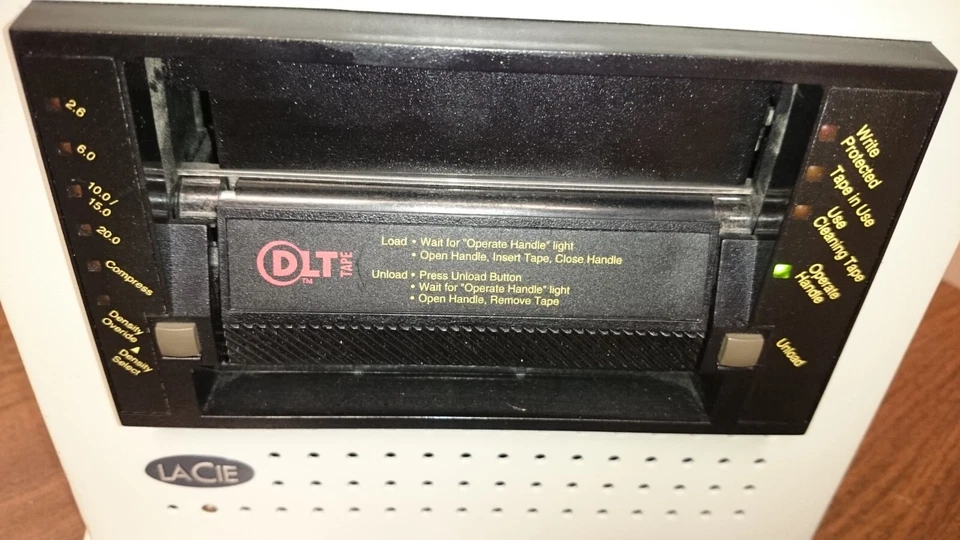 2.6
6.0
10.0/
15.0
20.0
Compress
Density
Override
Density
Select
DLT
TAPE
TM
Load • Wait for "Operate Handle" light
• Open Handle, Insert Tape, Close Handle
Unload • Press Unload Button
• Wait for "Operate Handle" light
• Open Handle, Remove Tape
Write
Protected
Tape in Use
Use
Cleaning Tape
Operate
Handle
Unload
LACIE